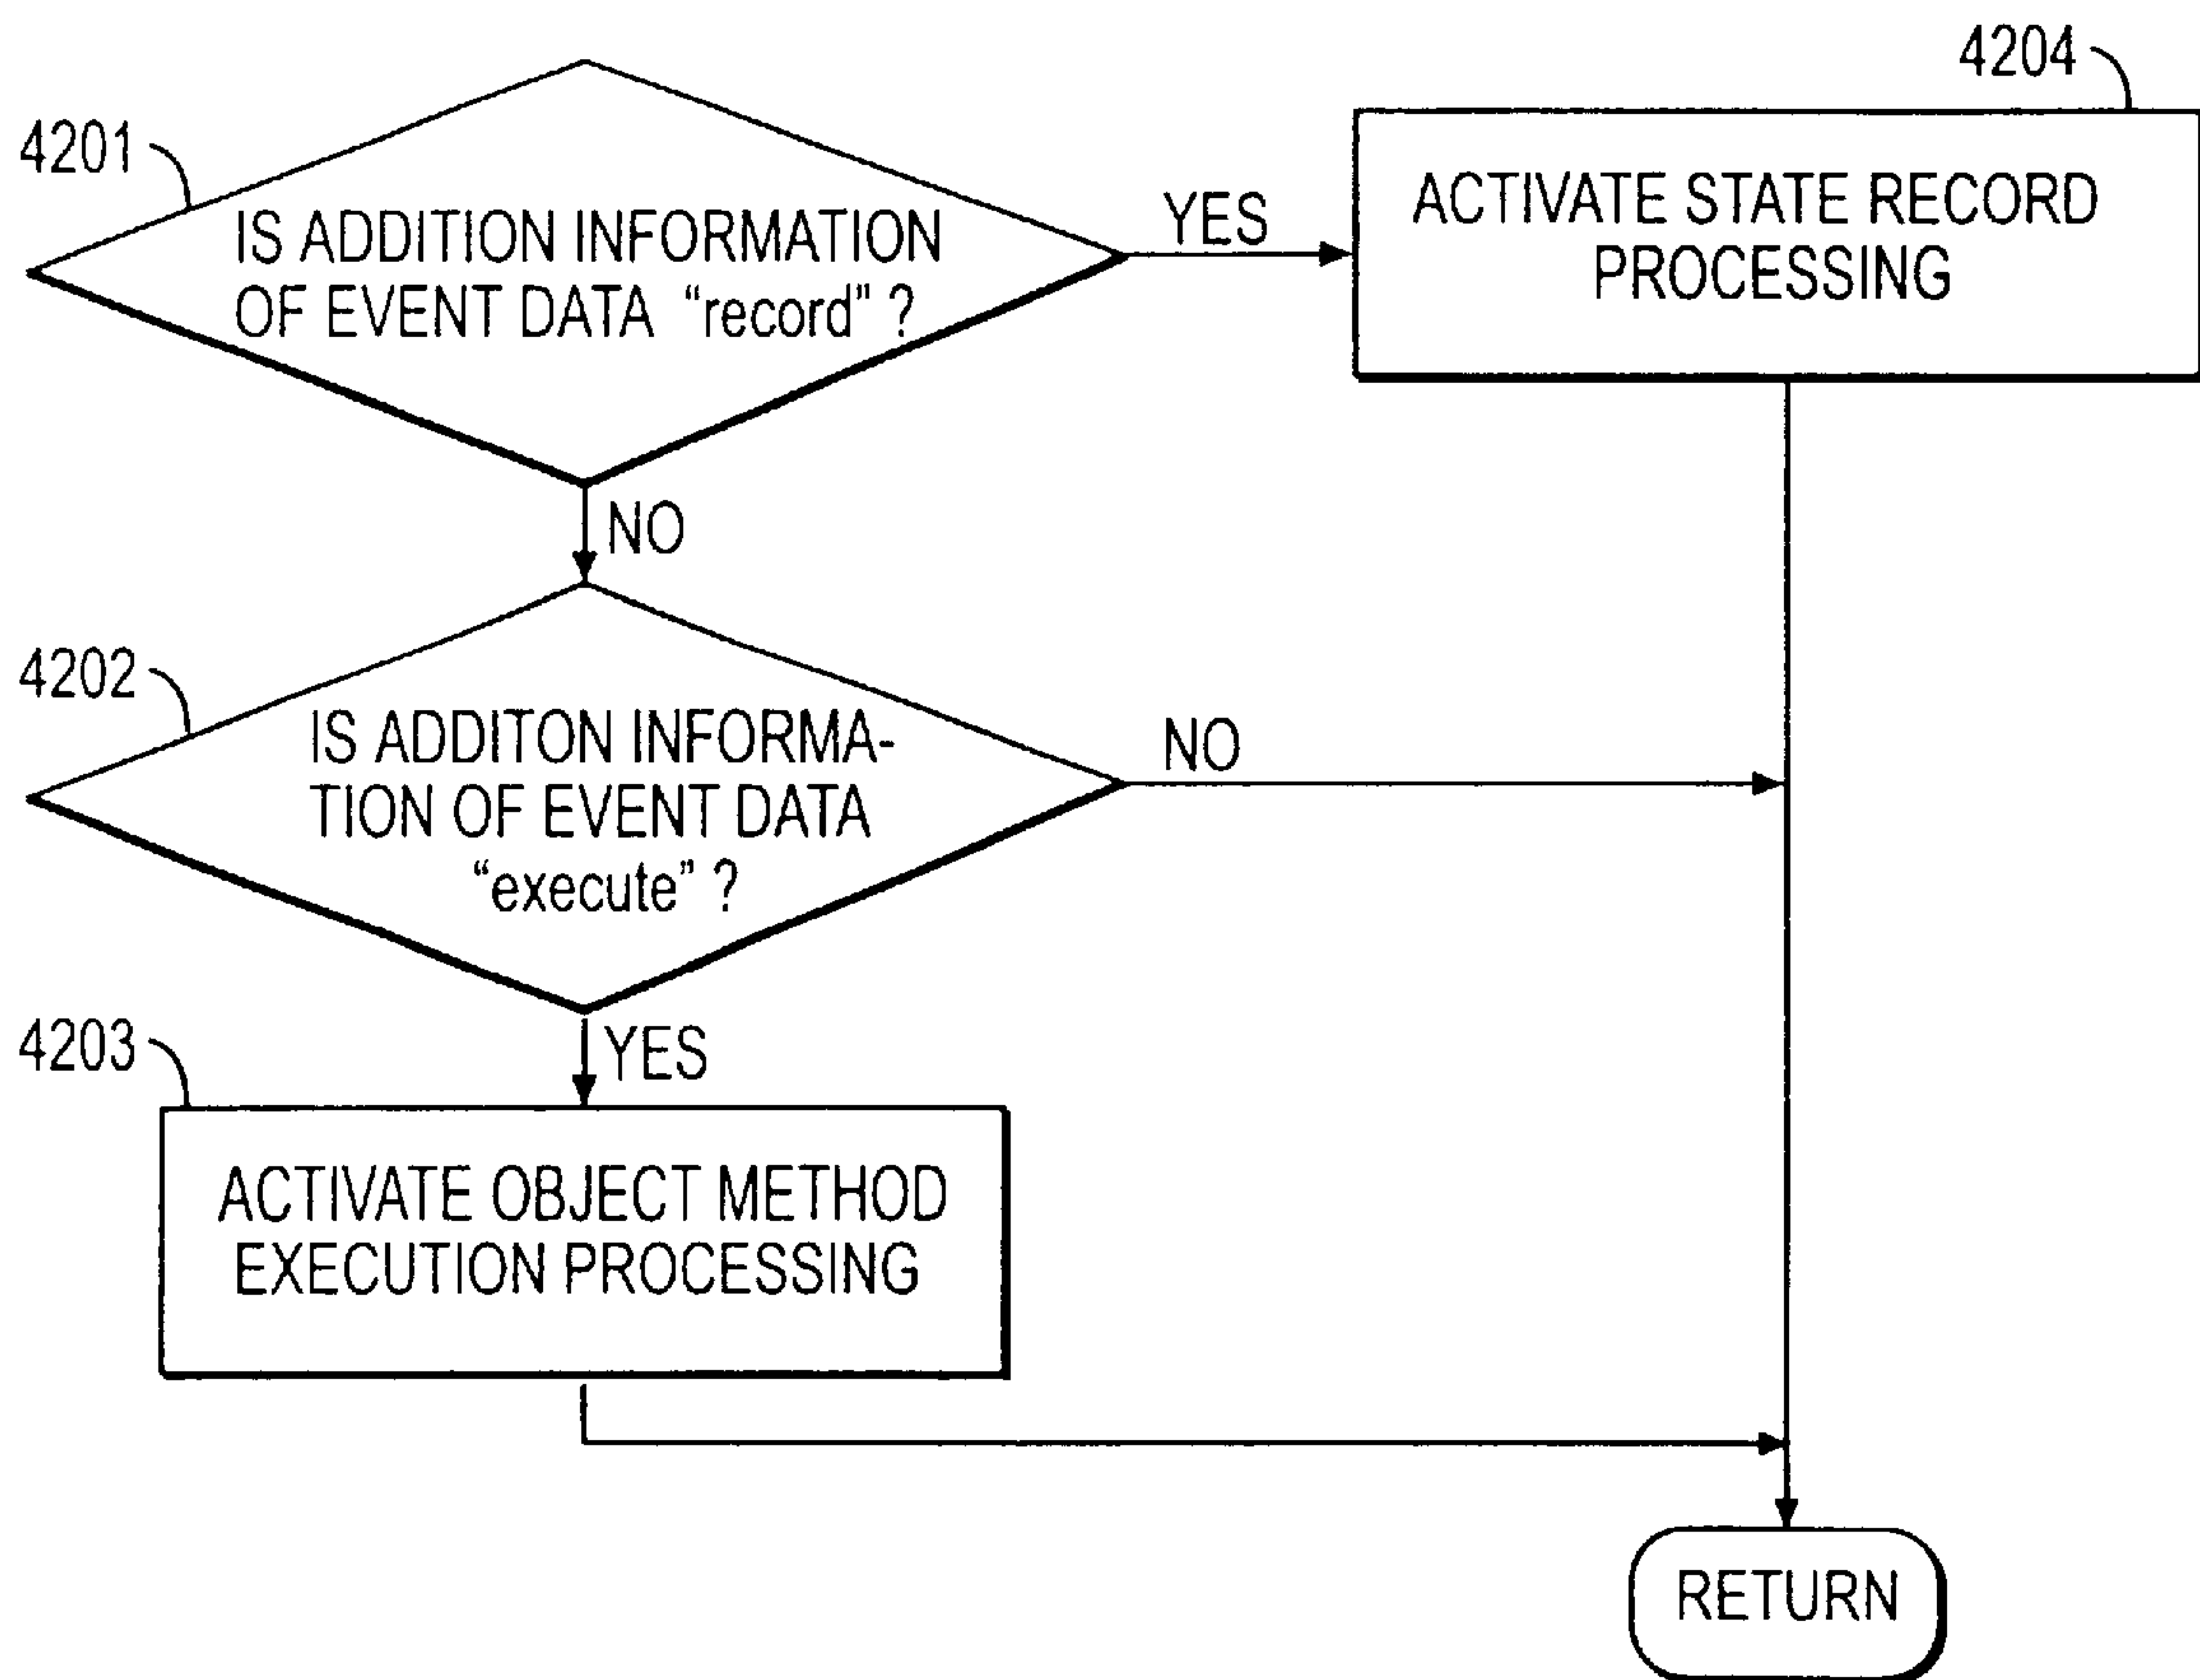 4201
IS ADDITION INFORMATION
OF EVENT DATA “record” ?
YES
4204
ACTIVATE STATE RECORD
PROCESSING
NO
4202
IS ADDITON INFORMA-
TION OF EVENT DATA
“execute” ?
NO
YES
4203
ACTIVATE OBJECT METHOD
EXECUTION PROCESSING
RETURN